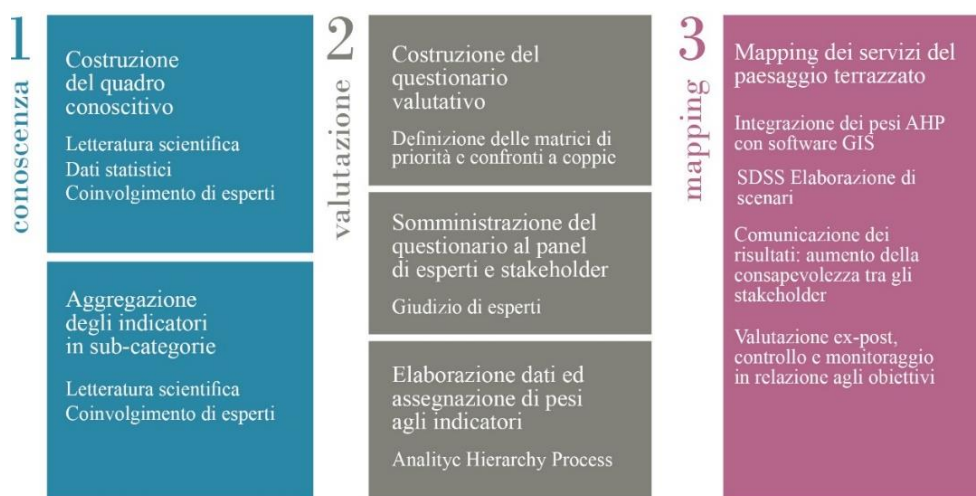 1
conoscenza
Costruzione
del quadro
conoscitivo
Letteratura scientifica
Dati statistici
Coinvolgimento di esperti
Aggregazione
degli indicatori
in sub-categorie
Letteratura scientifica
Coinvolgimento di esperti
2
valutazione
Costruzione del
questionario
valutativo
Definizione delle matrici di
priorità e confronti a coppie
Somministrazione del
questionario al panel
di esperti e stakeholder
Giudizio di esperti
Elaborazione dati ed
assegnazione di pesi
agli indicatori
Analityc Hierarchy Process
3
mapping
Mapping dei servizi del
paesaggio terrazzato
Integrazione dei pesi AHP
con software GIS
SDSS Elaborazione di
scenari
Comunicazione dei
risultati: aumento della
consapevolezza tra gli
stakeholder
Valutazione ex-post,
controllo e monitoraggio
in relazione agli obiettivi